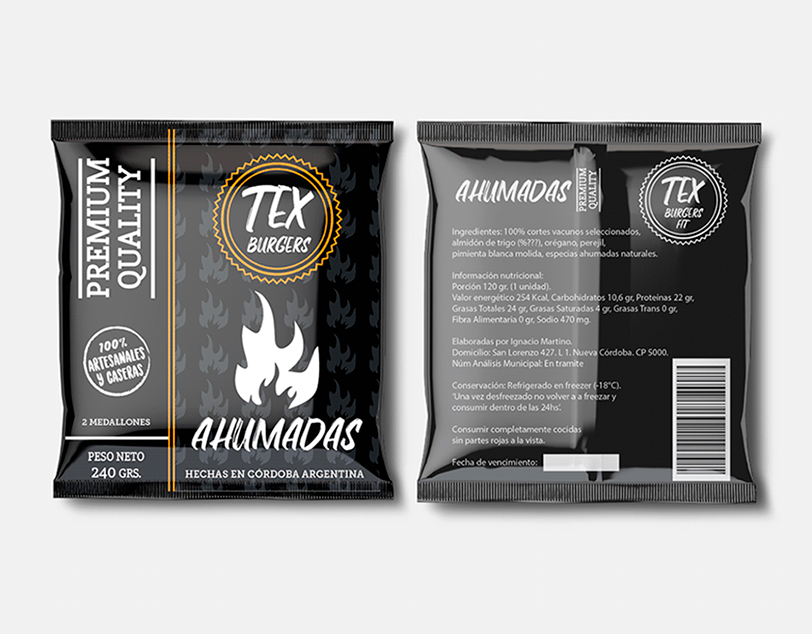 PREMIUM
QUALITY
TEX
BURGERS
100%
ARTESANALES
Y CASERAS
2 MEDALLONES
PESO NETO
240 GRS.
AHUMADAS
HECHAS EN CÓRDOBA ARGENTINA
AHUMADAS
PREMIUM
QUALITY
TEX
BURGERS
FIT
Ingredientes: 100% cortes vacunos seleccionados,
almidón de trigo (%???), orégano, perejil,
pimienta blanca molida, especias ahumadas naturales.
Información nutricional:
Porción 120 gr. (1 unidad).
Valor energético 254 Kcal, Carbohidratos 10,6 gr, Proteinas 22 gr,
Grasas Totales 24 gr, Grasas Saturadas 4 gr, Grasas Trans 0 gr,
Fibra Alimentaria 0 gr, Sodio 470 mg.
Elaboradas por Ignacio Martino.
Domicilio: San Lorenzo 427. L 1. Nueva Córdoba. CP 5000.
Núm Análisis Municipal: En tramite
Conservación: Refrigerado en freezer (-18°C).
'Una vez desfreezado no volver a a freezar y
consumir dentro de las 24hs'.
Consumir completamente cocidas
sin partes rojas a la vista.
Fecha de vencimiento: